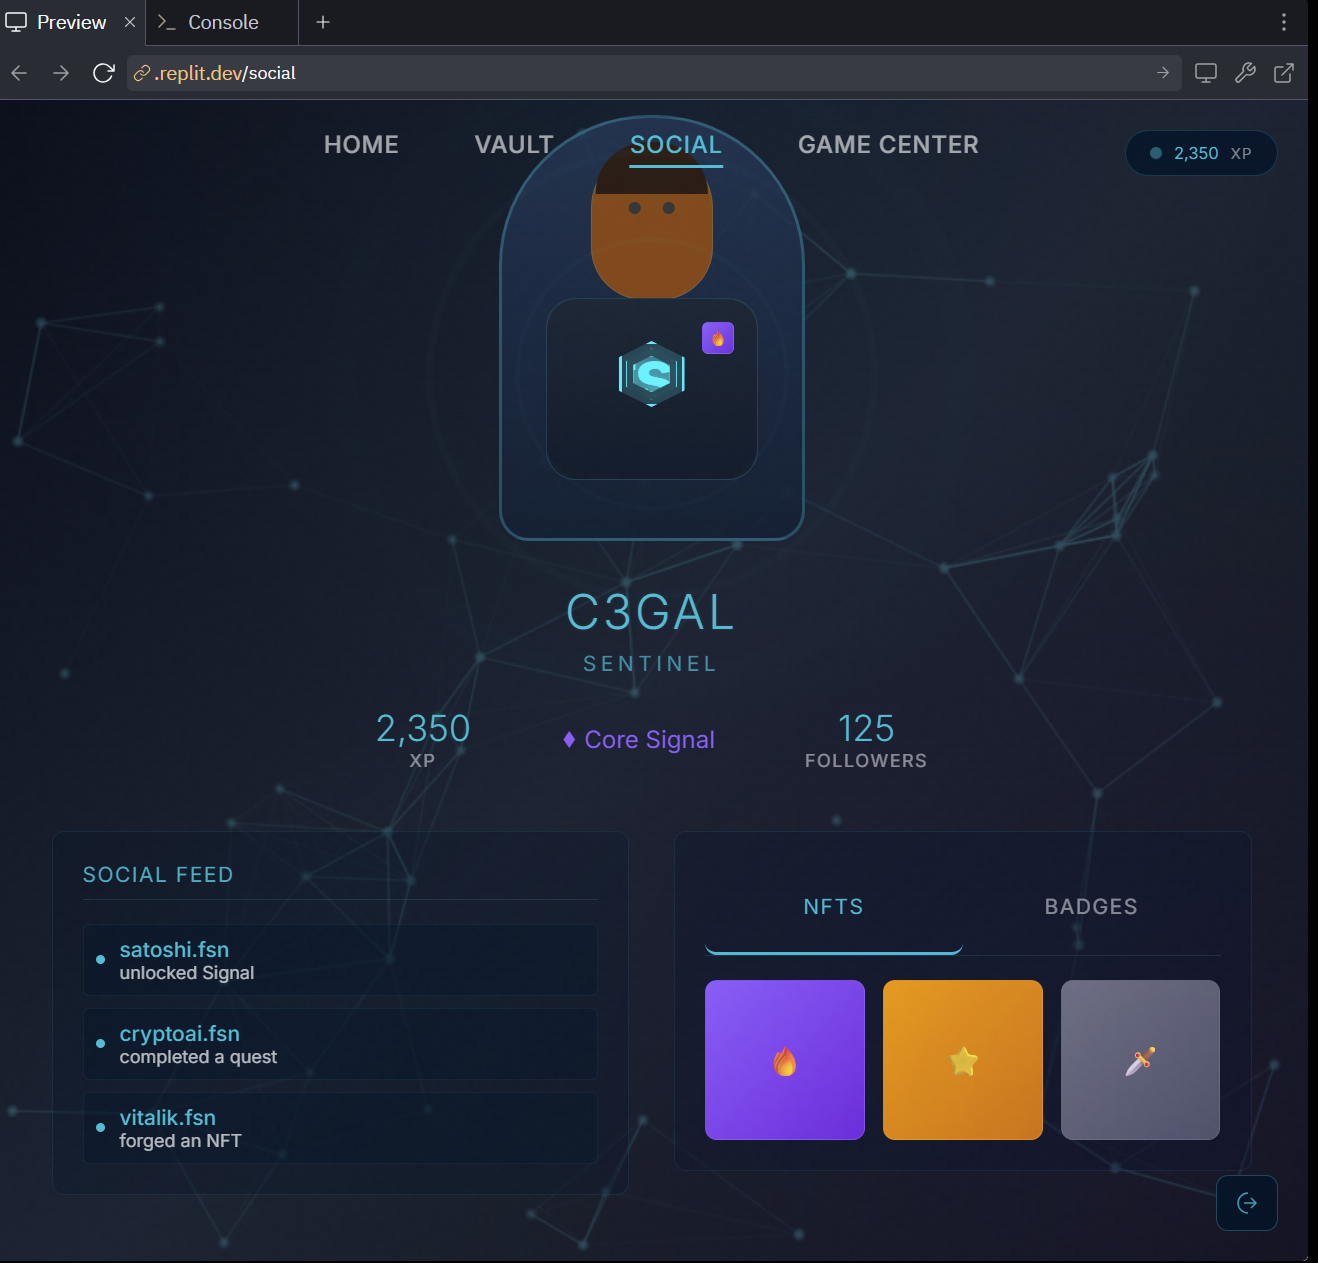 Preview
Console
.replit.dev/social
HOME
VAULT
SOCIAL
GAME CENTER
2,350 XP
S
C3GAL
SENTINEL
2,350
XP
Core Signal
125
FOLLOWERS
SOCIAL FEED
satoshi.fsn
unlocked Signal
cryptoai.fsn
completed a quest
vitalik.fsn
forged an NFT
NFTS
BADGES